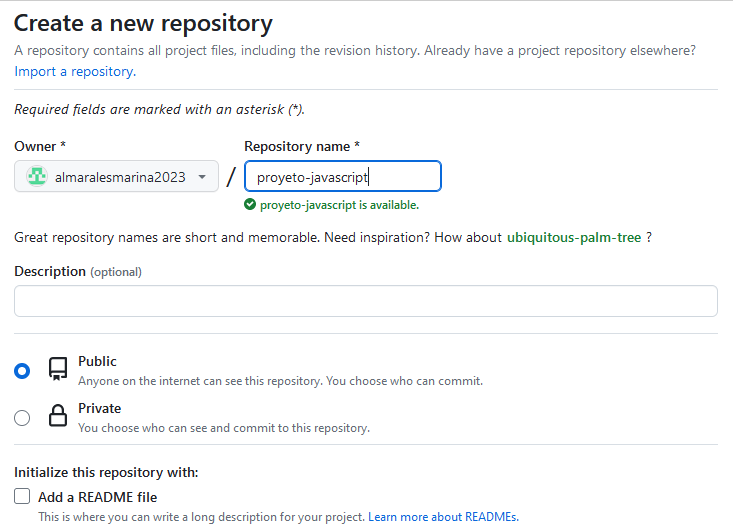 Create a new repository
A repository contains all project files, including the revision history. Already have a project repository elsewhere?
Import a repository.
Required fields are marked with an asterisk (*).
Owner * Repository name *
almaralesmarina2023 / proyeto-javascript
proyeto-javascript is available.
Great repository names are short and memorable. Need inspiration? How about ubiquitous-palm-tree ?
Description (optional)
Public
Anyone on the internet can see this repository. You choose who can commit.
Private
You choose who can see and commit to this repository.
Initialize this repository with:
Add a README file
This is where you can write a long description for your project. Learn more about READMEs.